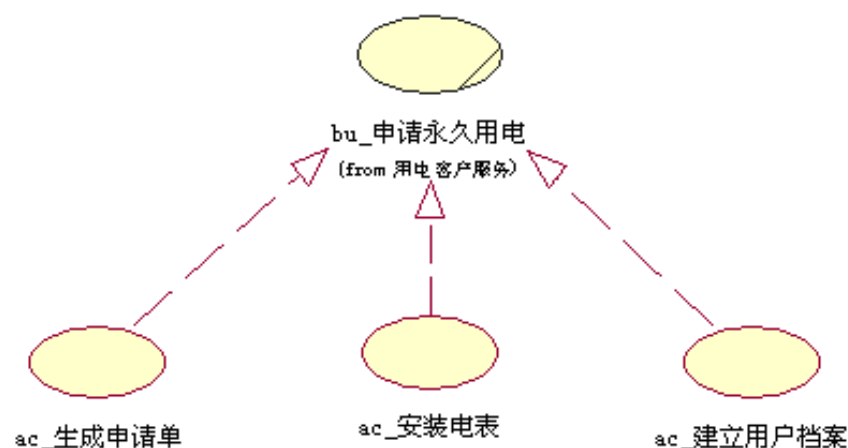 bu_申请永久用电
(from 用电客户服务)
ac_生成申请单
ac_安装电表
ac_建立用户档案